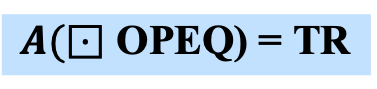 A(⊡ OPEQ) = TR